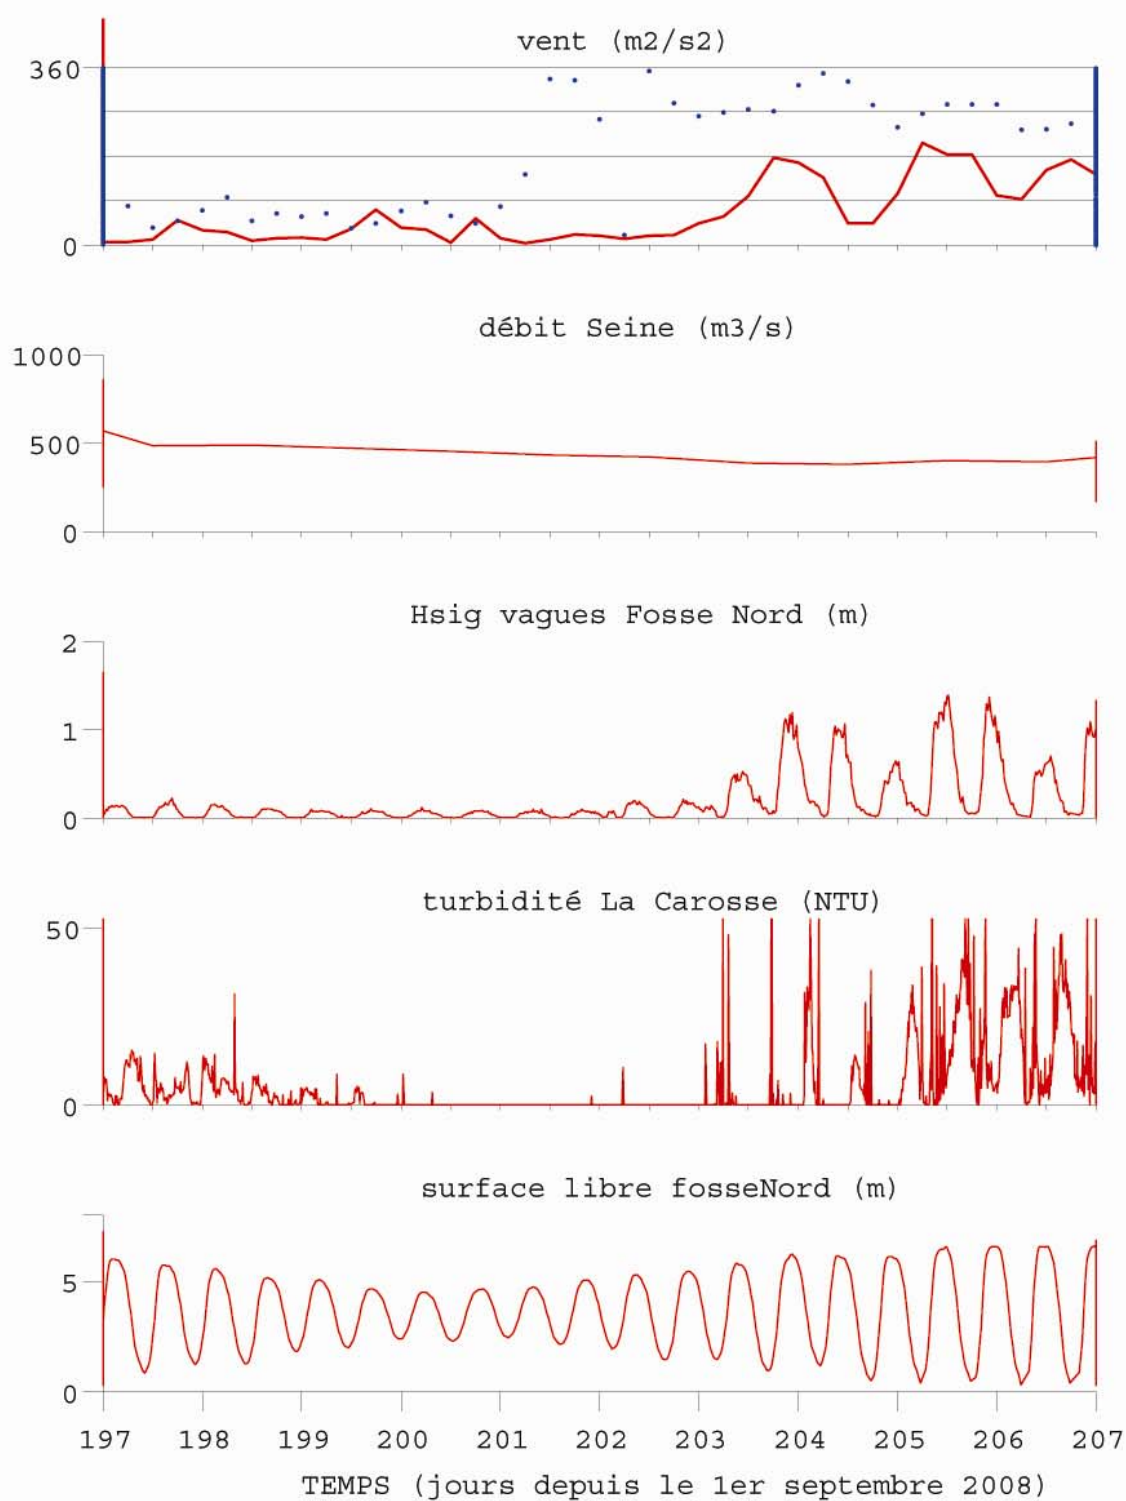 vent (m2/s2)
360
0
débit Seine (m3/s)
1000
500
0
Hsig vagues Fosse Nord (m)
2
1
0
turbidité La Carosse (NTU)
50
0
surface libre fosseNord (m)
5
0
197 198 199 200 201 202 203 204 205 206 207
TEMPS (jours depuis le 1er septembre 2008)